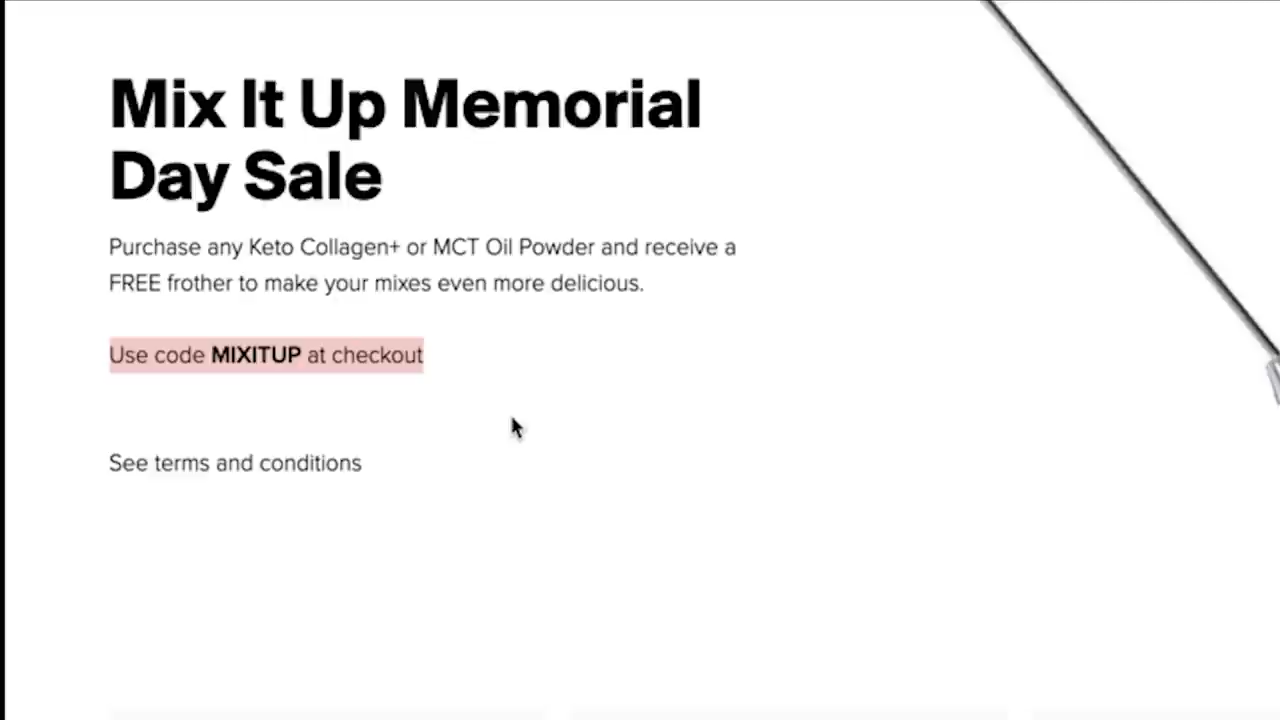 Mix It Up Memorial
Day Sale
Purchase any Keto Collagen+ or MCT Oil Powder and receive a
FREE frother to make your mixes even more delicious.
Use code MIXITUP at checkout
See terms and conditions